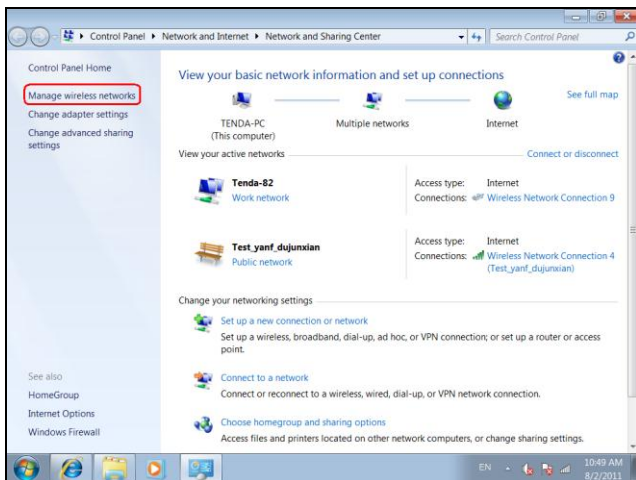 Control Panel ▸ Network and Internet ▸ Network and Sharing Center
Search Control Panel
Control Panel Home
Manage wireless networks
Change adapter settings
Change advanced sharing
settings
View your basic network information and set up connections
See full map
TENDA-PC
(This computer)
Multiple networks
Internet
View your active networks
Connect or disconnect
Tenda-82
Work network
Access type: Internet
Connections: Wireless Network Connection 9
Test_yanf_dujunxian
Public network
Access type: Internet
Connections: Wireless Network Connection 4
(Test_yanf_dujunxian)
Change your networking settings
Set up a new connection or network
Set up a wireless, broadband, dial-up, ad hoc, or VPN connection; or set up a router or access
point.
Connect to a network
Connect or reconnect to a wireless, wired, dial-up, or VPN network connection.
Choose homegroup and sharing options
Access files and printers located on other network computers, or change sharing settings.
See also
HomeGroup
Internet Options
Windows Firewall
EN
10:49 AM
8/2/2011